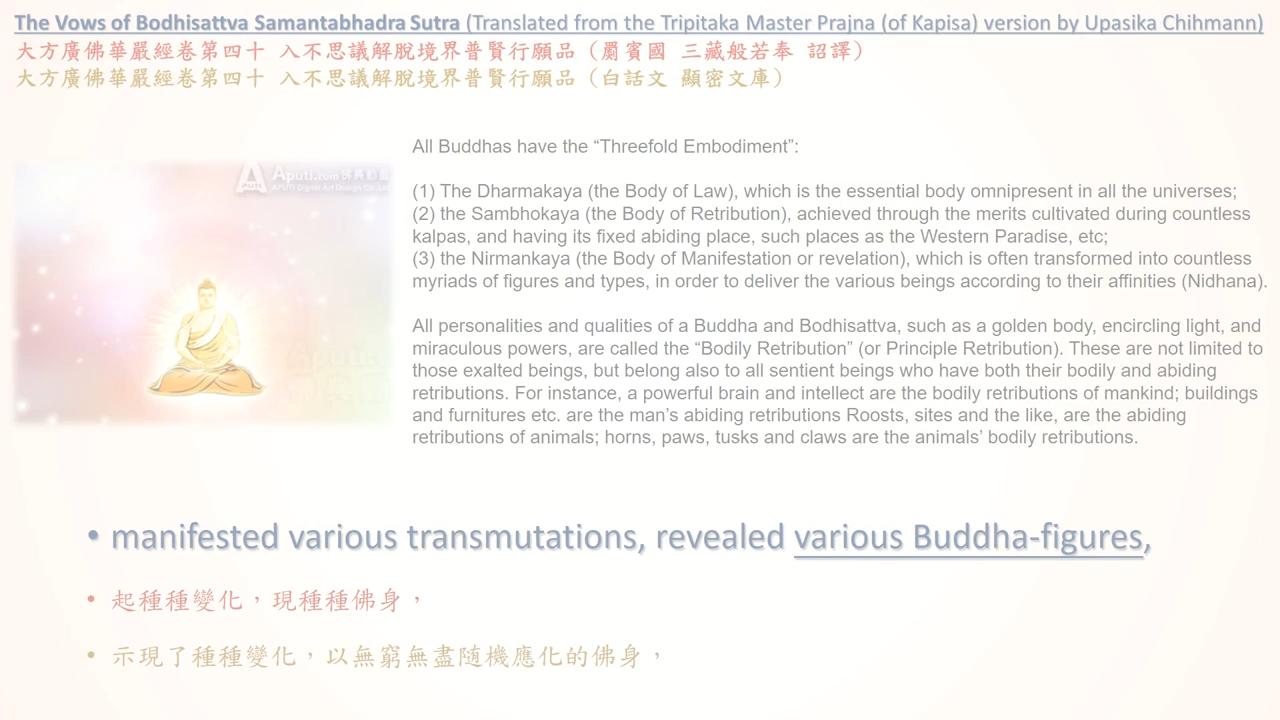 The Vows of Bodhisattva Samantabhadra Sutra (Translated from the Tripitaka Master Prajna (of Kapisa) version by Upasika Chihmann)
大方廣佛華嚴經卷第四十 入不思議解脫境界普賢行願品（罽賓國 三藏般若奉 詔譯）
大方廣佛華嚴經卷第四十 入不思議解脫境界普賢行願品（白話文 顯密文庫）
Aputi.com 佛典動畫
APUTI Digital Art Design Co.,Ltd
All Buddhas have the “Threefold Embodiment”:
(1) The Dharmakaya (the Body of Law), which is the essential body omnipresent in all the universes;
(2) the Sambhokaya (the Body of Retribution), achieved through the merits cultivated during countless
kalpas, and having its fixed abiding place, such places as the Western Paradise, etc;
(3) the Nirmankaya (the Body of Manifestation or revelation), which is often transformed into countless
myriads of figures and types, in order to deliver the various beings according to their affinities (Nidhana).
All personalities and qualities of a Buddha and Bodhisattva, such as a golden body, encircling light, and
miraculous powers, are called the “Bodily Retribution” (or Principle Retribution). These are not limited to
those exalted beings, but belong also to all sentient beings who have both their bodily and abiding
retributions. For instance, a powerful brain and intellect are the bodily retributions of mankind; buildings
and furnitures etc. are the man’s abiding retributions Roosts, sites and the like, are the abiding
retributions of animals; horns, paws, tusks and claws are the animals’ bodily retributions.
• manifested various transmutations, revealed various Buddha-figures,
• 起種種變化，現種種佛身，
• 示現了種種變化，以無窮無盡隨機應化的佛身，